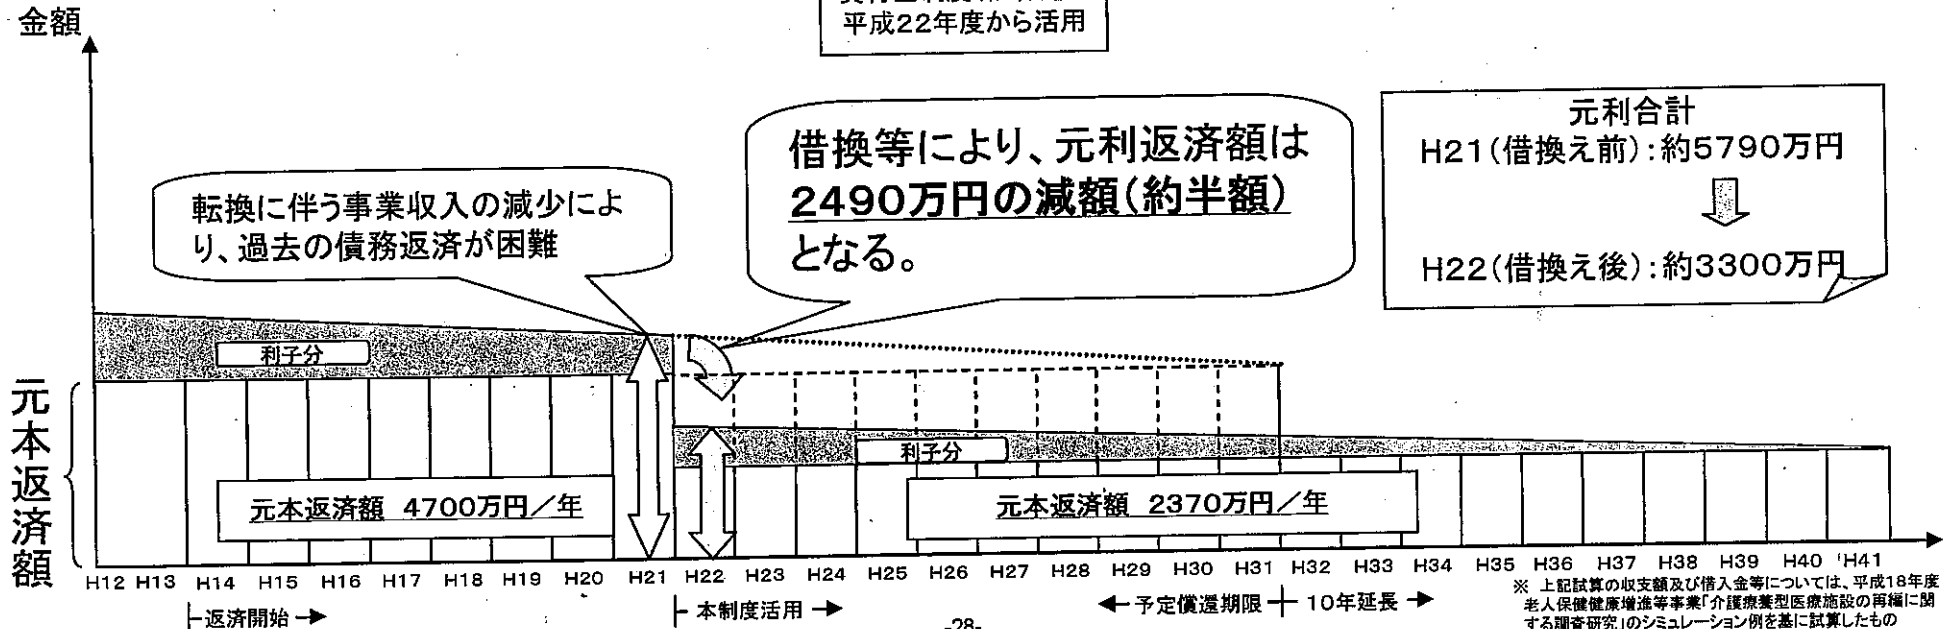 平成22年度から活用
金額
元利合計
H21(借換え前):約5790万円
H22(借換え後):約3300万円
借換等により、元利返済額は
2490万円の減額(約半額)
となる。
転換に伴う事業収入の減少によ
り、過去の債務返済が困難
利子分
利子分
元本返済額
元本返済額 4700万円/年
元本返済額 2370万円/年
H12 H13 H14 H15 H16 H17 H18 H19 H20 H21 H22 H23 H24 H25 H26 H27 H28 H29 H30 H31 H32 H33 H34 H35 H36 H37 H38 H39 H40 H41
返済開始
本制度活用
予定償還期限
10年延長
※ 上記試算の収支額及び借入金等については、平成18年度
老人保健健康増進等事業「介護療養型医療施設の再編に関
する調査研究」のシミュレーション例を基に試算したもの
-28-